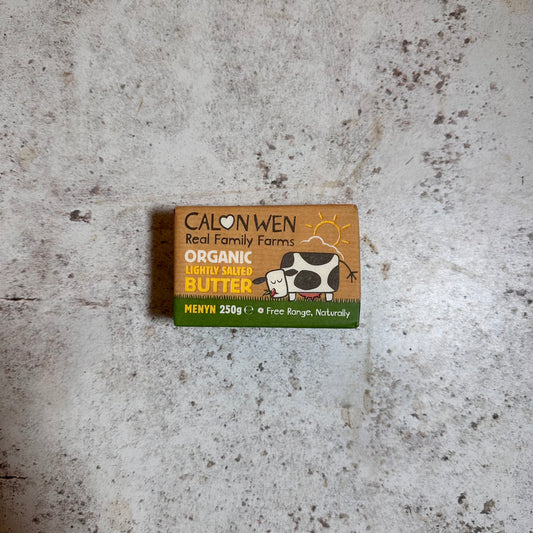 CALON WEN
Real Family Farms
ORGANIC
LIGHTLY SALTED
BUTTER
MENYN 250g ℮ Free Range, Naturally